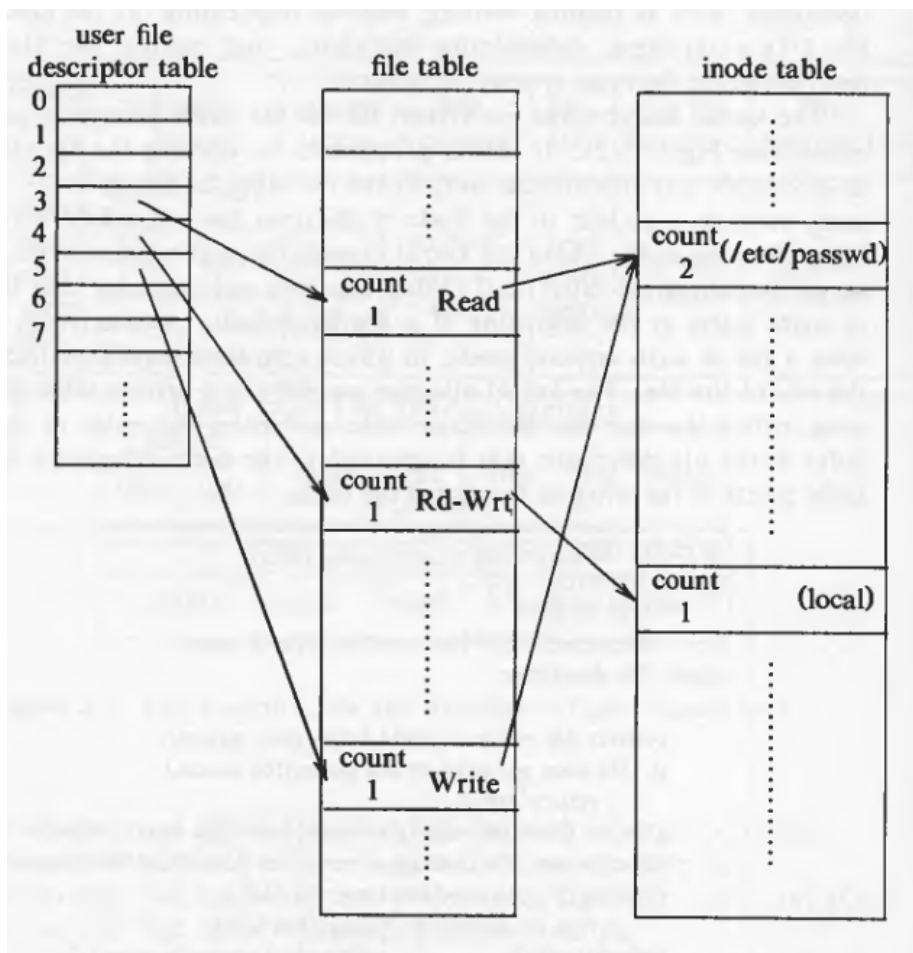 user file
descriptor table
file table
inode table
0
1
2
3
4
5
6
7
count
1 Read
count
1 Rd-Wrt
count
1 Write
count
2 (/etc/passwd)
count
1 (local)